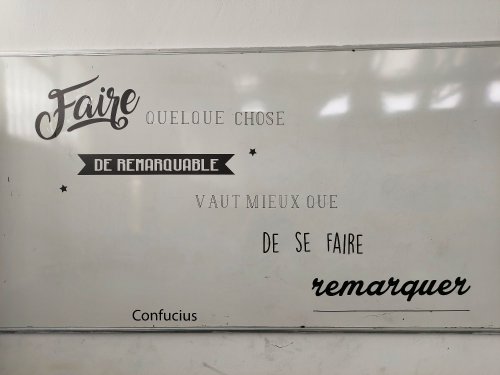 Faire QUELQUE CHOSE
DE REMARQUABLE
VAUT MIEUX QUE
DE SE FAIRE
remarquer
Confucius